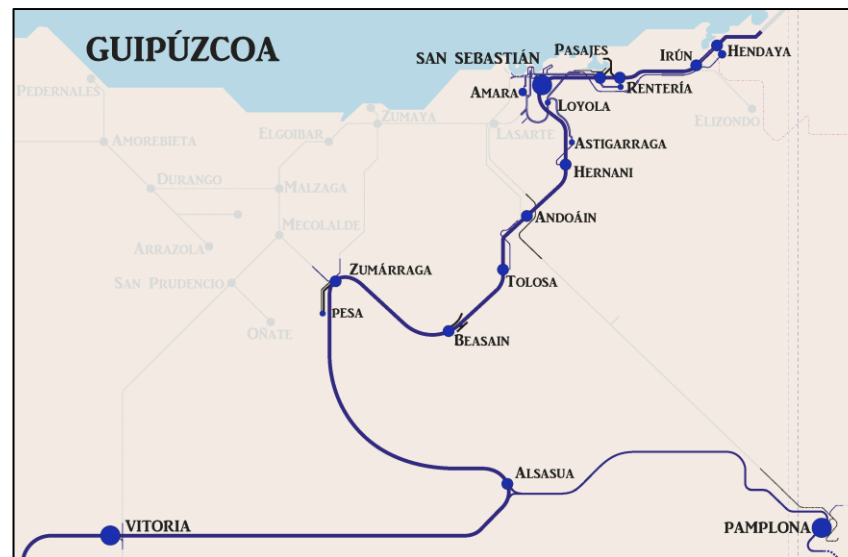 GUIPÚZCOA
SAN SEBASTIÁN
PASAJES
IRÚN
HENDAYA
PEDERNALES
AMARA
LOYOLA
RENTERÍA
ZUMAYA
ELIZONDO
AMOREBIETA
ELGOIBAR
LASARTE
ASTIGARRAGA
HERNANI
DURANGO
MALZAGA
ANDOÁIN
ARRAZOLA
MECOLALDE
ZUMÁRRAGA
TOLOSA
SAN PRUDENCIO
PESA
OÑATE
BEASAIN
ALSASUA
VITORIA
PAMPLONA